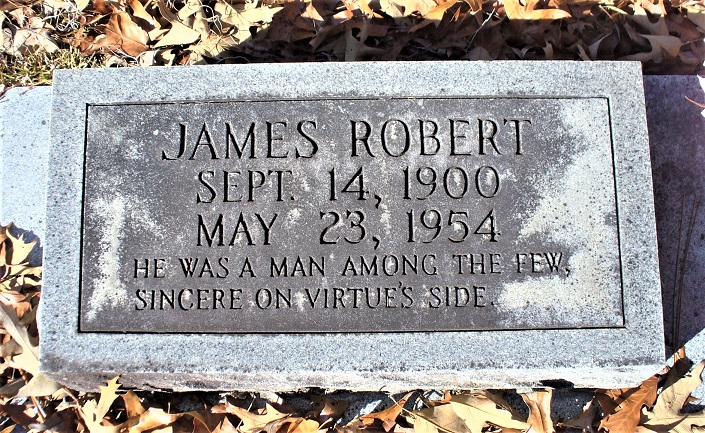 JAMES ROBERT
SEPT. 14, 1900
MAY 23, 1954
HE WAS A MAN AMONG THE FEW,
SINCERE ON VIRTUE'S SIDE.